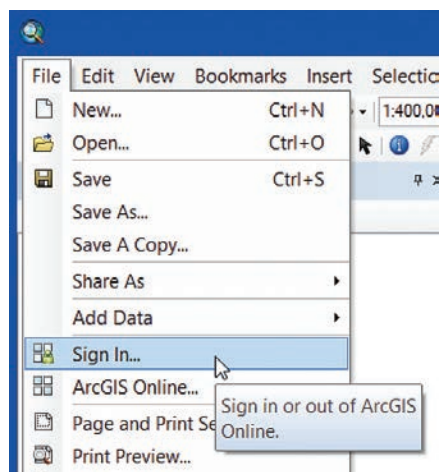 File Edit View Bookmarks Insert
New... Ctrl+N
1:400,0
Open... Ctrl+O
Save Ctrl+S
Save As...
Save A Copy...
Share As
Add Data
Sign In...
ArcGIS Online...
Sign in or out of ArcGIS
Online.
Page and Print
Print Preview...